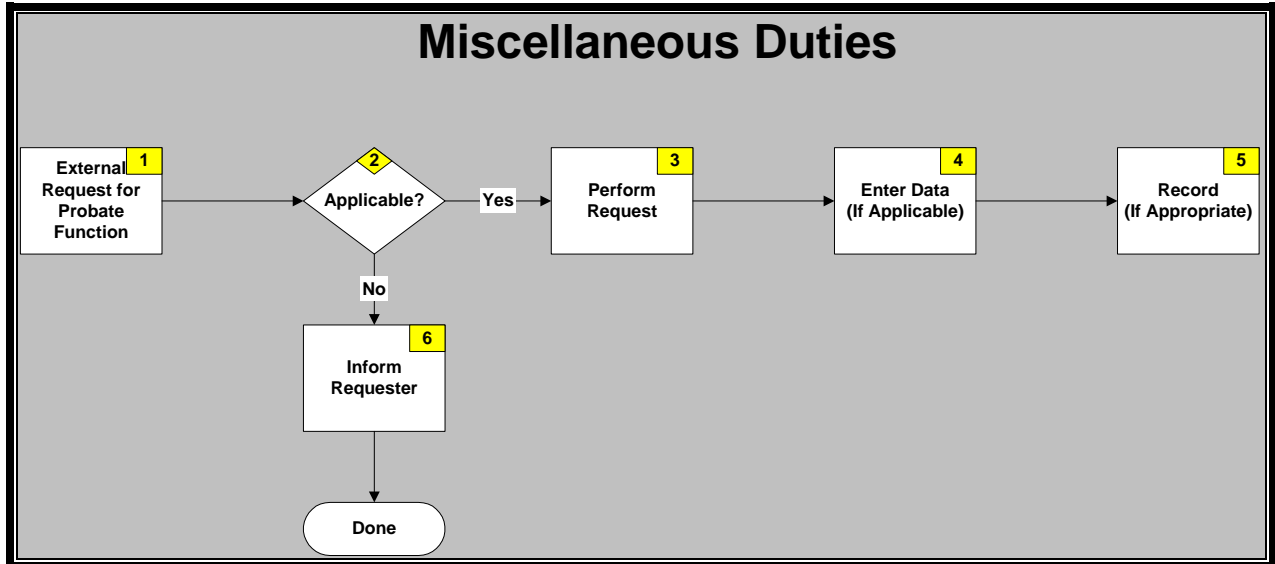 Miscellaneous Duties
1
External
Request for
Probate
Function
2
Applicable?
Yes
3
Perform
Request
4
Enter Data
(If Applicable)
5
Record
(If Appropriate)
No
6
Inform
Requester
Done